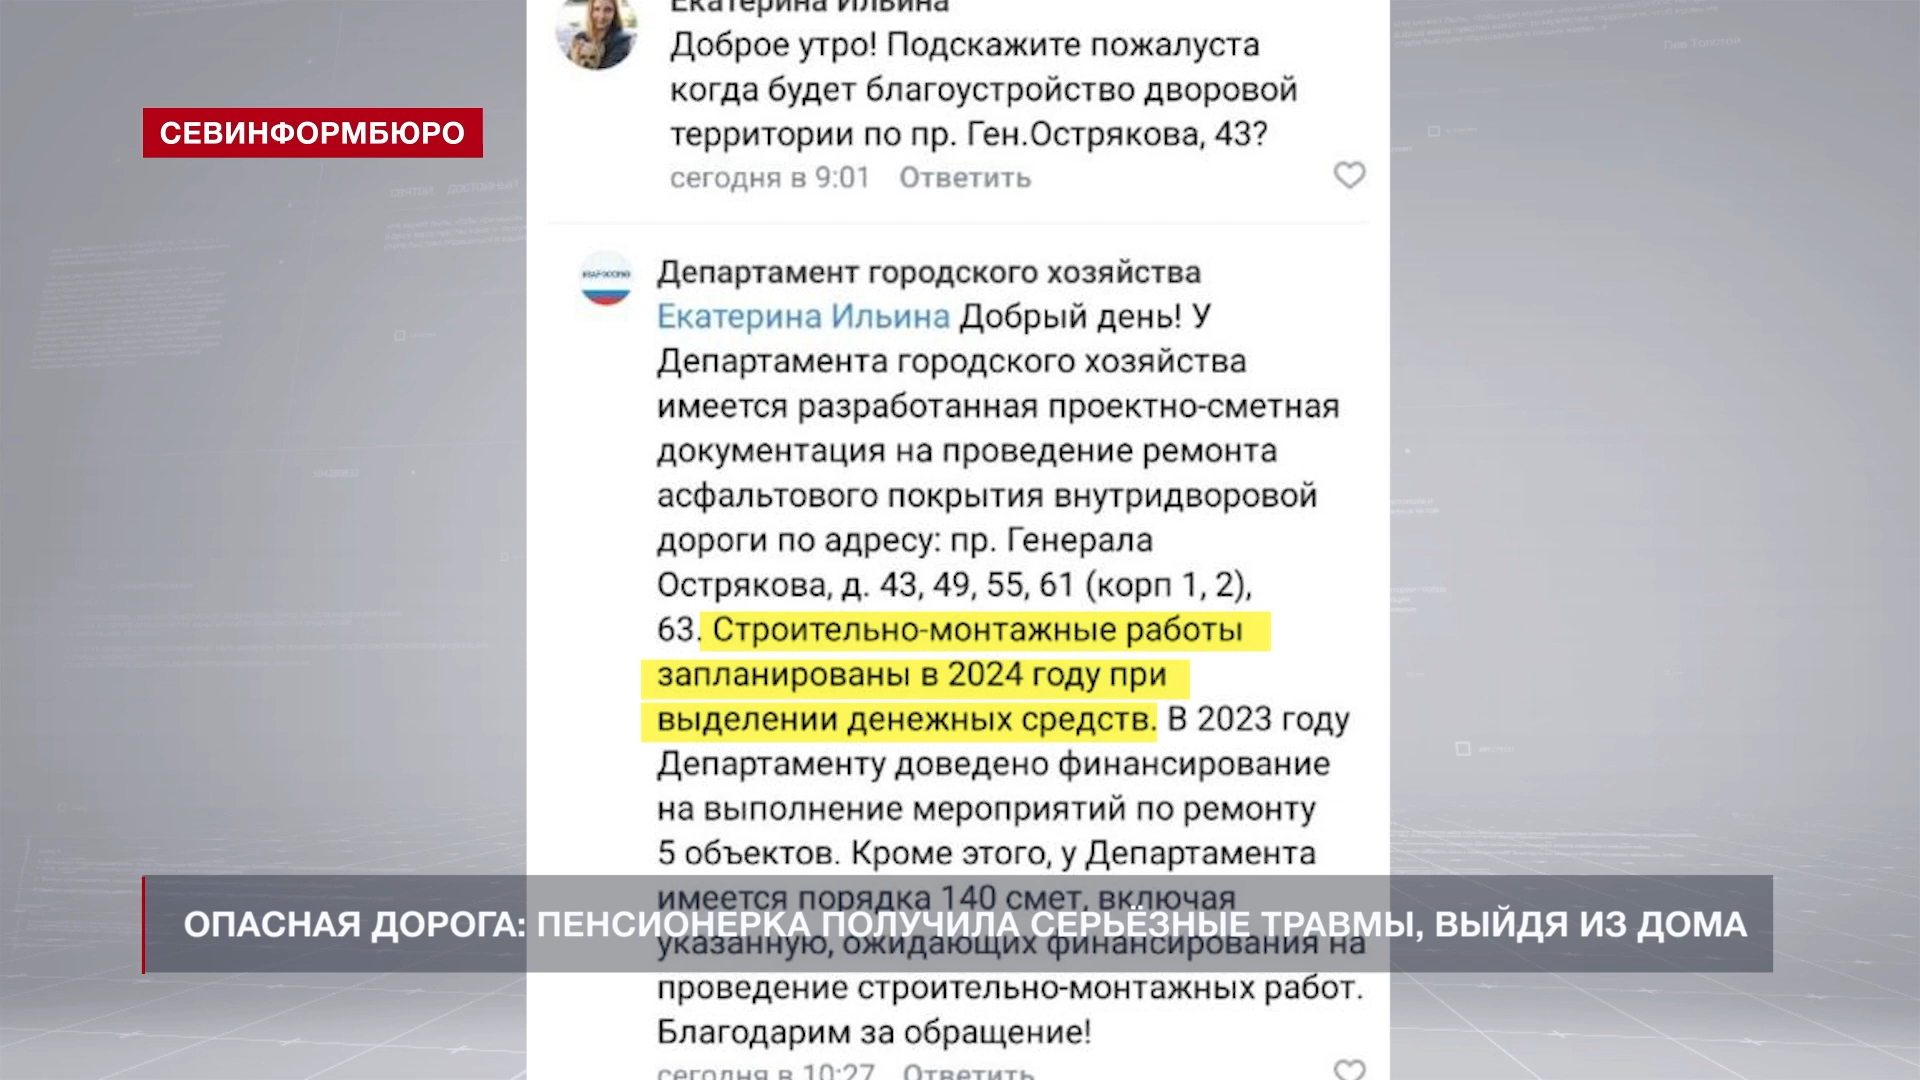 СЕВИНФОРМБЮРО
Екатерина Ильина
Доброе утро! Подскажите пожалуста
когда будет благоустройство дворовой
территории по пр. Ген.Острякова, 43?
сегодня в 9:01 Ответить
Департамент городского хозяйства
Екатерина Ильина Добрый день! У
Департамента городского хозяйства
имеется разработанная проектно-сметная
документация на проведение ремонта
асфальтового покрытия внутридворовой
дороги по адресу: пр. Генерала
Острякова, д. 43, 49, 55, 61 (корп 1, 2),
63. Строительно-монтажные работы
запланированы в 2024 году при
выделении денежных средств. В 2023 году
Департаменту доведено финансирование
на выполнение мероприятий по ремонту
5 объектов. Кроме этого, у Департамента
имеется порядка 140 смет, включая
указанную, ожидающих финансирования на
проведение строительно-монтажных работ.
Благодарим за обращение!
сегодня в 10:27 Ответить
ОПАСНАЯ ДОРОГА: ПЕНСИОНЕРКА ПОЛУЧИЛА СЕРЬЁЗНЫЕ ТРАВМЫ, ВЫЙДЯ ИЗ ДОМА
Лев Толстой